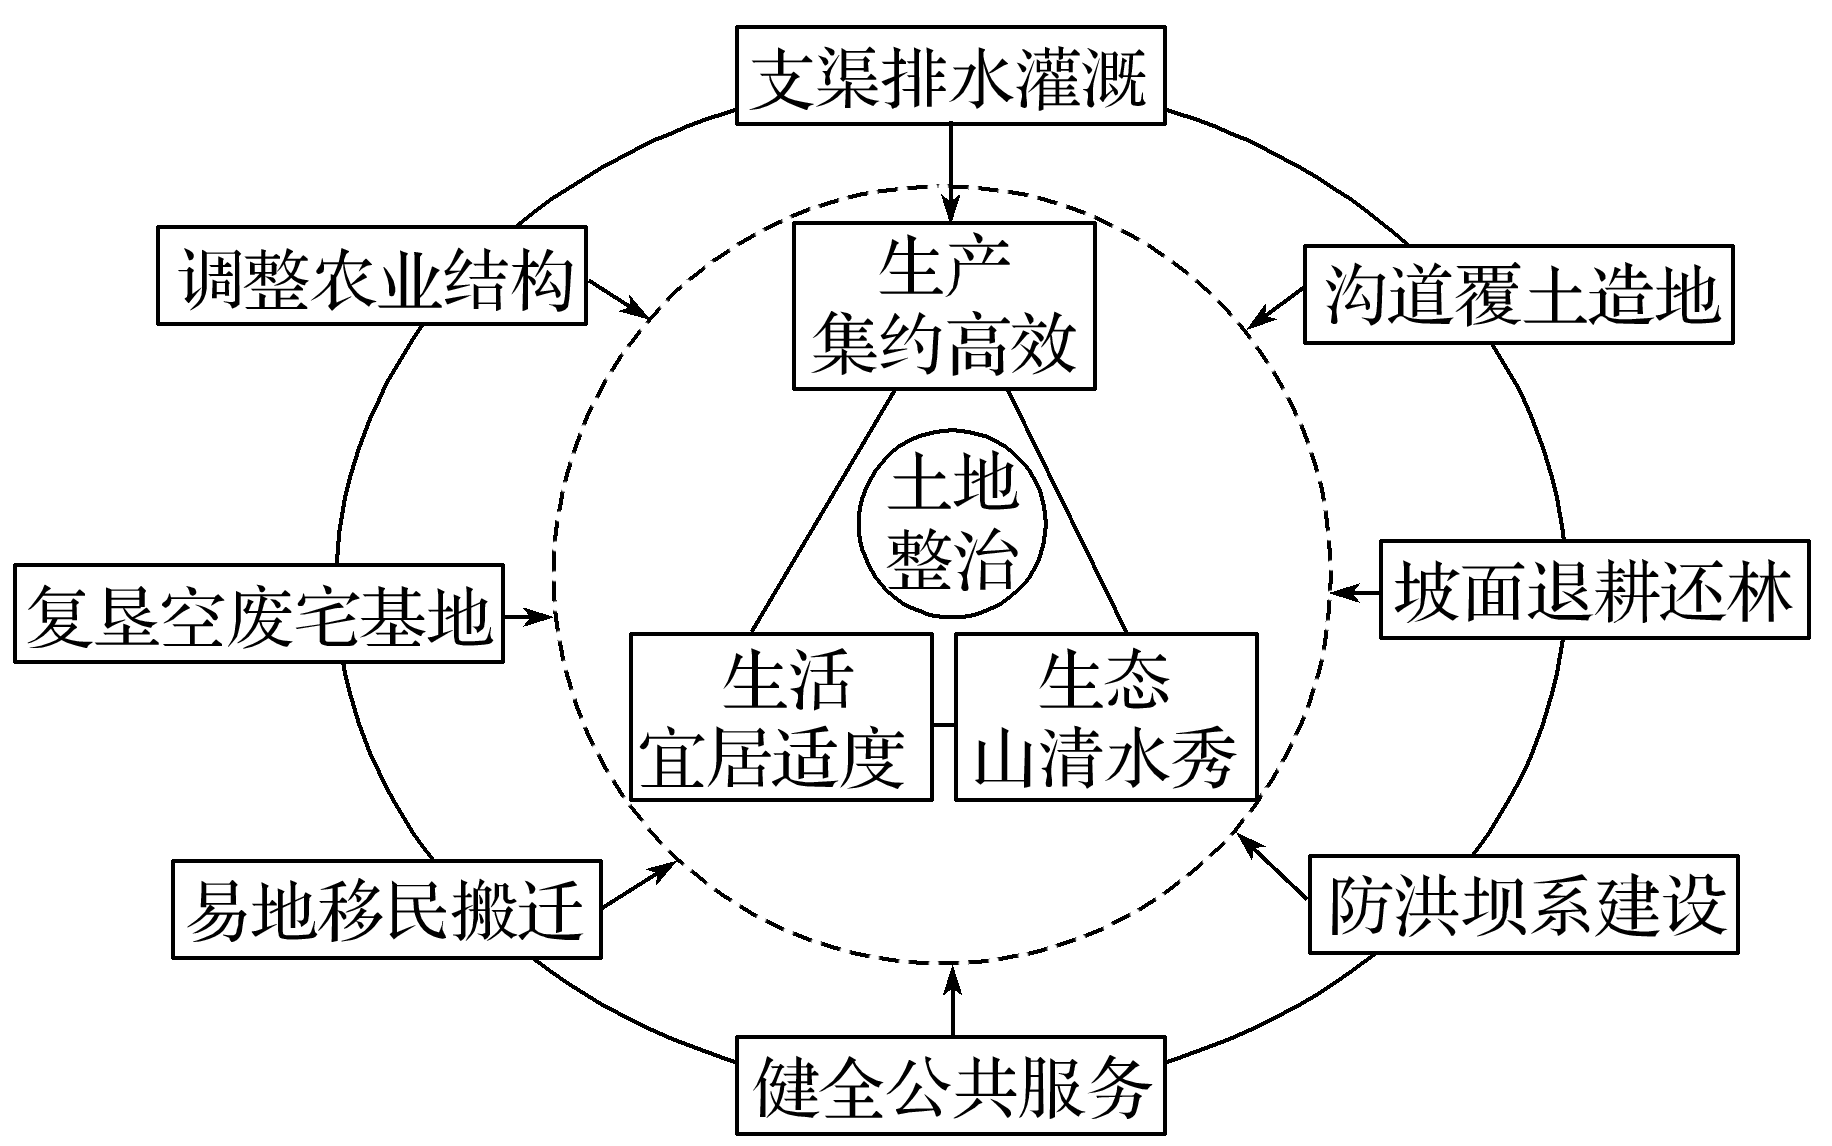 支渠排水灌溉
调整农业结构
生产
集约高效
沟道覆土造地
土地
整治
复垦空废宅基地
坡面退耕还林
生活
宜居适度
生态
山清水秀
易地移民搬迁
防洪坝系建设
健全公共服务